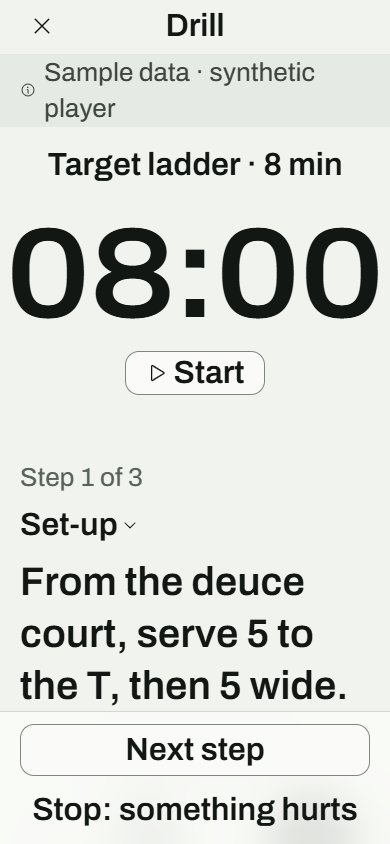 Drill
Sample data · synthetic
player
Target ladder · 8 min
08:00
Start
Step 1 of 3
Set-up
From the deuce
court, serve 5 to
the T, then 5 wide.
Next step
Stop: something hurts